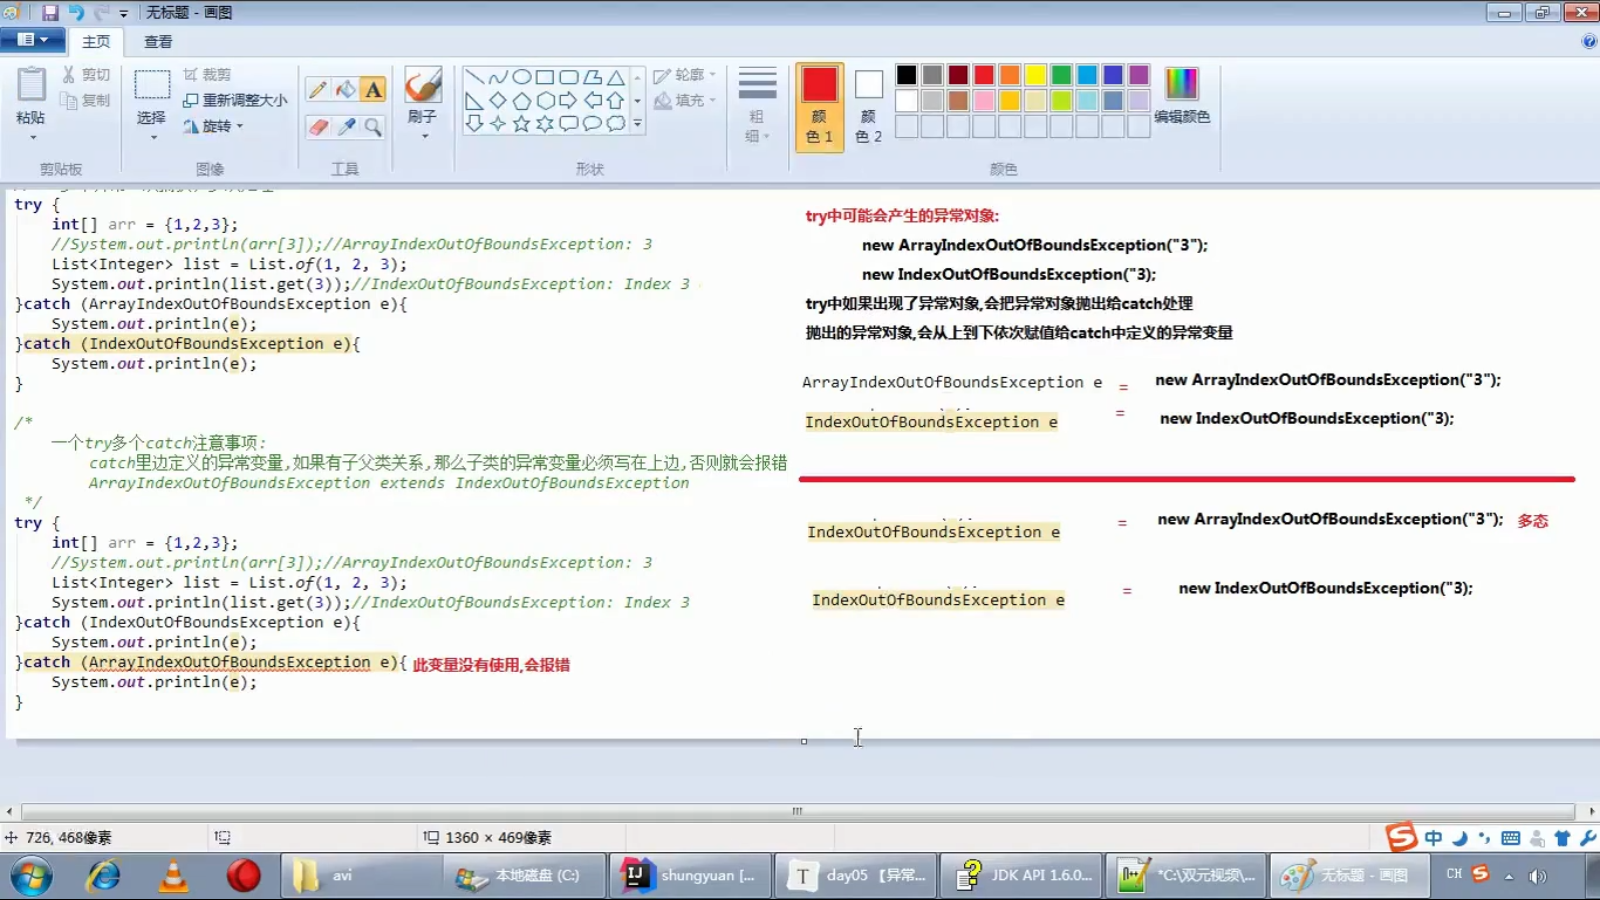 无标题 - 画图
主页
查看
粘贴
剪切
复制
剪贴板
选择
裁剪
重新调整大小
旋转
图像
A
工具
刷子
轮廓
填充
形状
粗
细
颜
色 1
颜
色 2
编辑颜色
颜色
try {
int[] arr = {1,2,3};
//System.out.println(arr[3]);//ArrayIndexOutOfBoundsException: 3
List<Integer> list = List.of(1, 2, 3);
System.out.println(list.get(3));//IndexOutOfBoundsException: Index 3
}catch (ArrayIndexOutOfBoundsException e){
System.out.println(e);
}catch (IndexOutOfBoundsException e){
System.out.println(e);
}
/*
一个try多个catch注意事项:
catch里边定义的异常变量,如果有子父类关系,那么子类的异常变量必须写在上边,否则就会报错
ArrayIndexOutOfBoundsException extends IndexOutOfBoundsException
*/
try {
int[] arr = {1,2,3};
//System.out.println(arr[3]);//ArrayIndexOutOfBoundsException: 3
List<Integer> list = List.of(1, 2, 3);
System.out.println(list.get(3));//IndexOutOfBoundsException: Index 3
}catch (IndexOutOfBoundsException e){
System.out.println(e);
}catch (ArrayIndexOutOfBoundsException e){ 此变量没有使用,会报错
System.out.println(e);
}
try中可能会产生的异常对象:
new ArrayIndexOutOfBoundsException("3");
new IndexOutOfBoundsException("3);
try中如果出现了异常对象,会把异常对象抛出给catch处理
抛出的异常对象,会从上到下依次赋值给catch中定义的异常变量
ArrayIndexOutOfBoundsException e = new ArrayIndexOutOfBoundsException("3");
IndexOutOfBoundsException e = new IndexOutOfBoundsException("3);
IndexOutOfBoundsException e = new ArrayIndexOutOfBoundsException("3"); 多态
IndexOutOfBoundsException e = new IndexOutOfBoundsException("3);
726, 468像素
1360 × 469像素
中
avi
本地磁盘 (C:)
shungyuan [...
day05 【异常...
JDK API 1.6.0...
*C:\双元视频\...
无标题 - 画图
CH